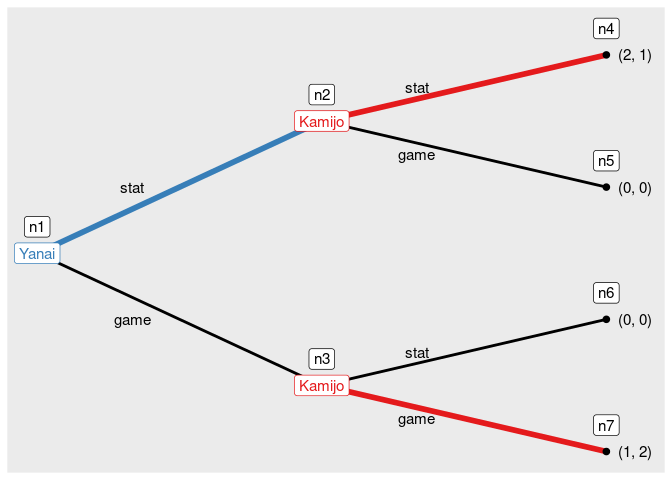 n4
(2, 1)
stat
n2
Kamijo
game
n5
(0, 0)
stat
n1
Yanai
game
n6
(0, 0)
stat
n3
Kamijo
game
n7
(1, 2)